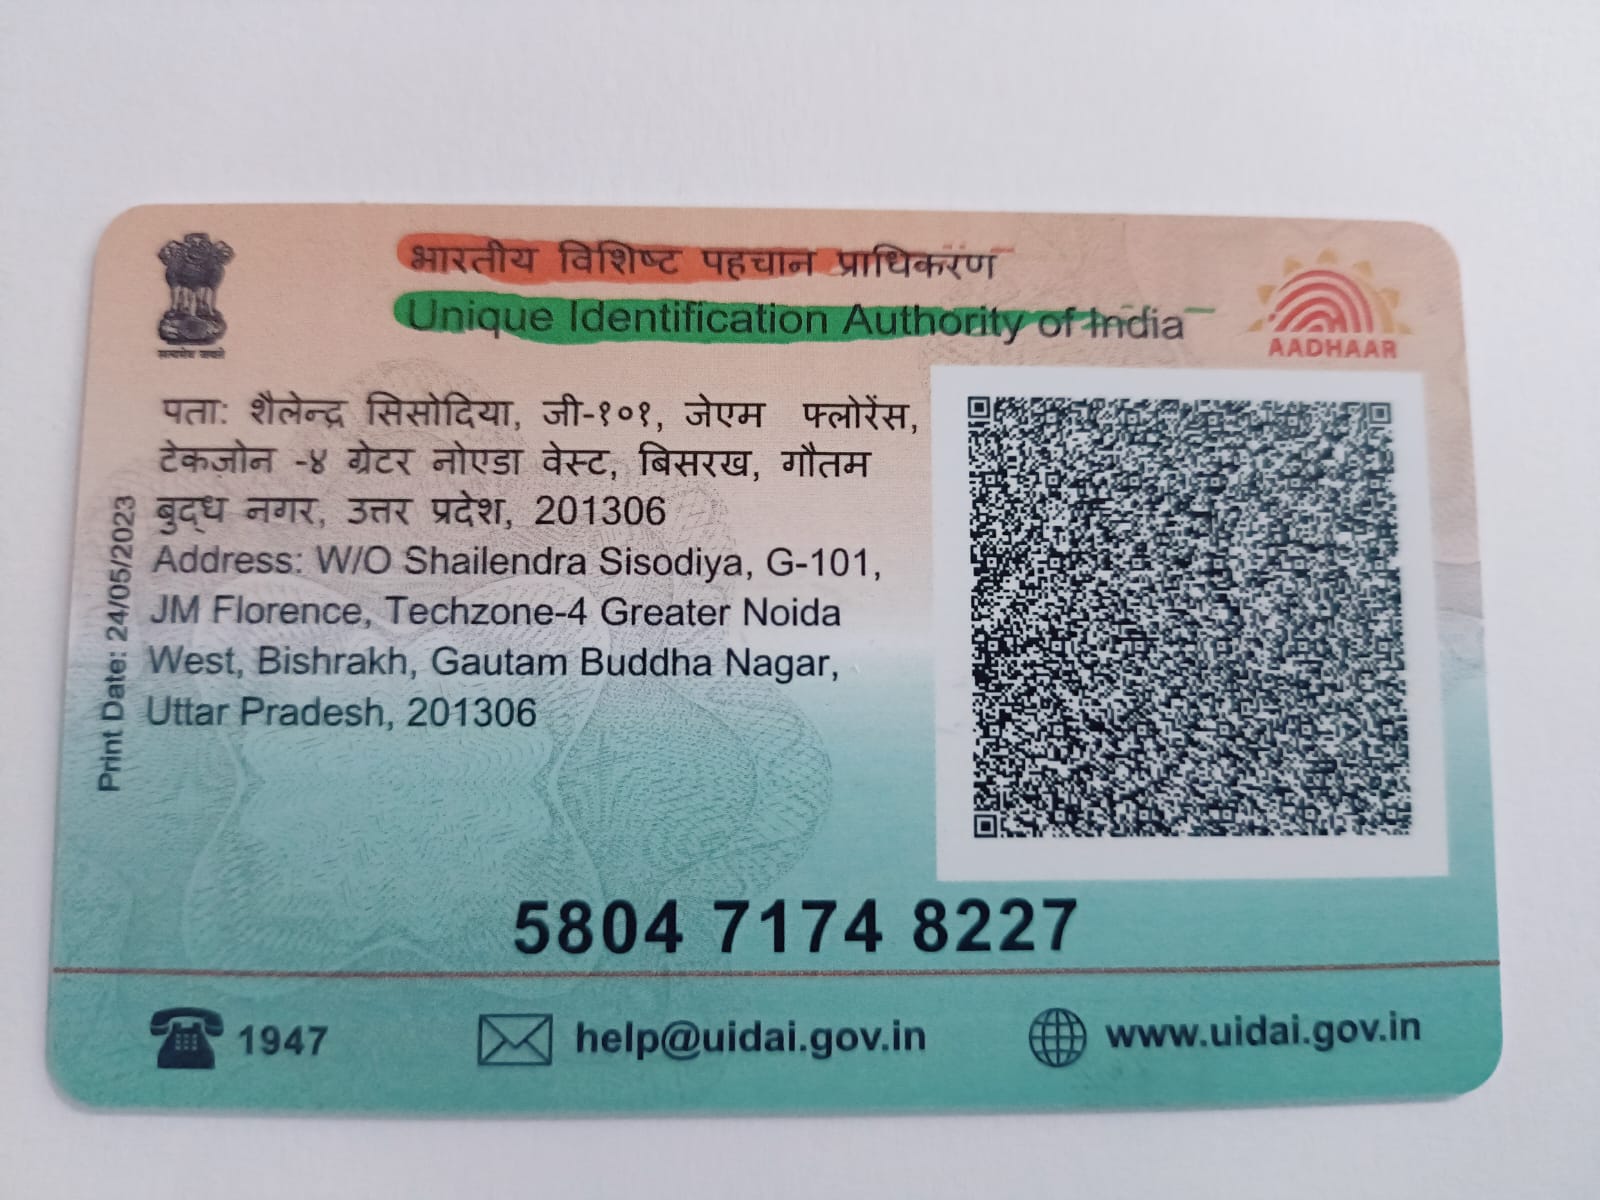 भारतीय विशिष्ट पहचान प्राधिकरण
Unique Identification Authority of India
सत्यमेव जयते
AADHAAR
पता: शैलेन्द्र सिसोदिया, जी-१०१, जेएम फ्लोरेंस,
टेकज़ोन -४ ग्रेटर नोएडा वेस्ट, बिसरख, गौतम
बुद्ध नगर, उत्तर प्रदेश, 201306
Address: W/O Shailendra Sisodiya, G-101,
JM Florence, Techzone-4 Greater Noida
West, Bishrakh, Gautam Buddha Nagar,
Uttar Pradesh, 201306
Print Date: 24/05/2023
5804 7174 8227
1947
help@uidai.gov.in
www.uidai.gov.in